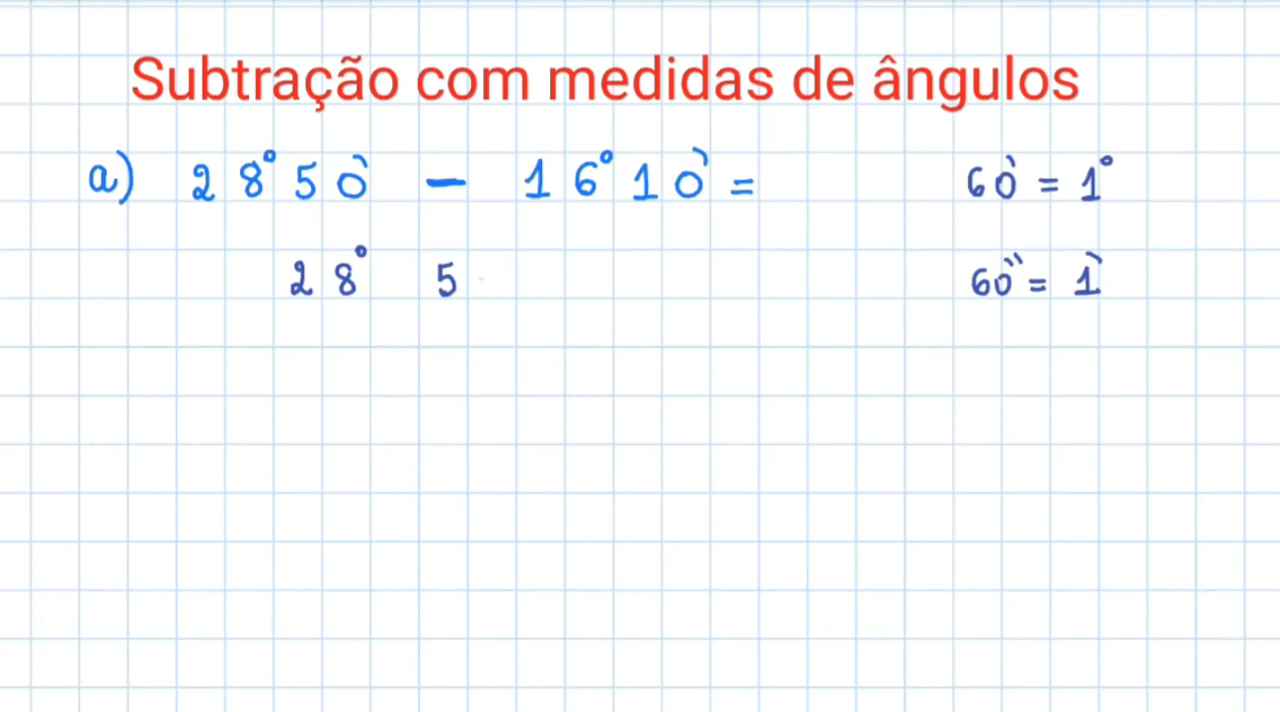 Subtração com medidas de ângulos
a) 28°50' - 16°10' =
60' = 1°
28° 5
60'' = 1'